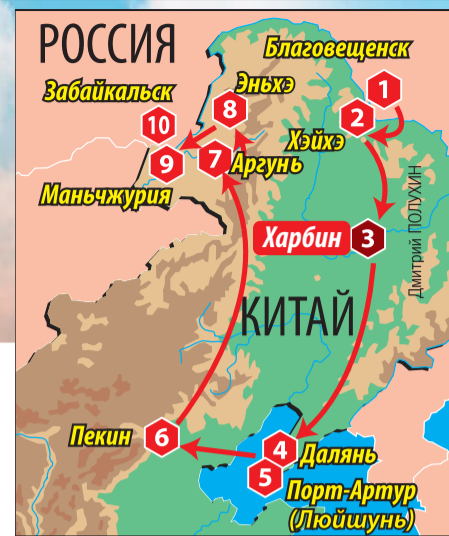 РОССИЯ
Благовещенск
1
Забайкальск
Эньхэ
10
8
2
Хэйхэ
9
7
Аргунь
Маньчжурия
Дмитрий ПОЛУХИН
Харбин
3
КИТАЙ
Пекин
6
4
Далянь
5
Порт-Артур
(Люйшунь)